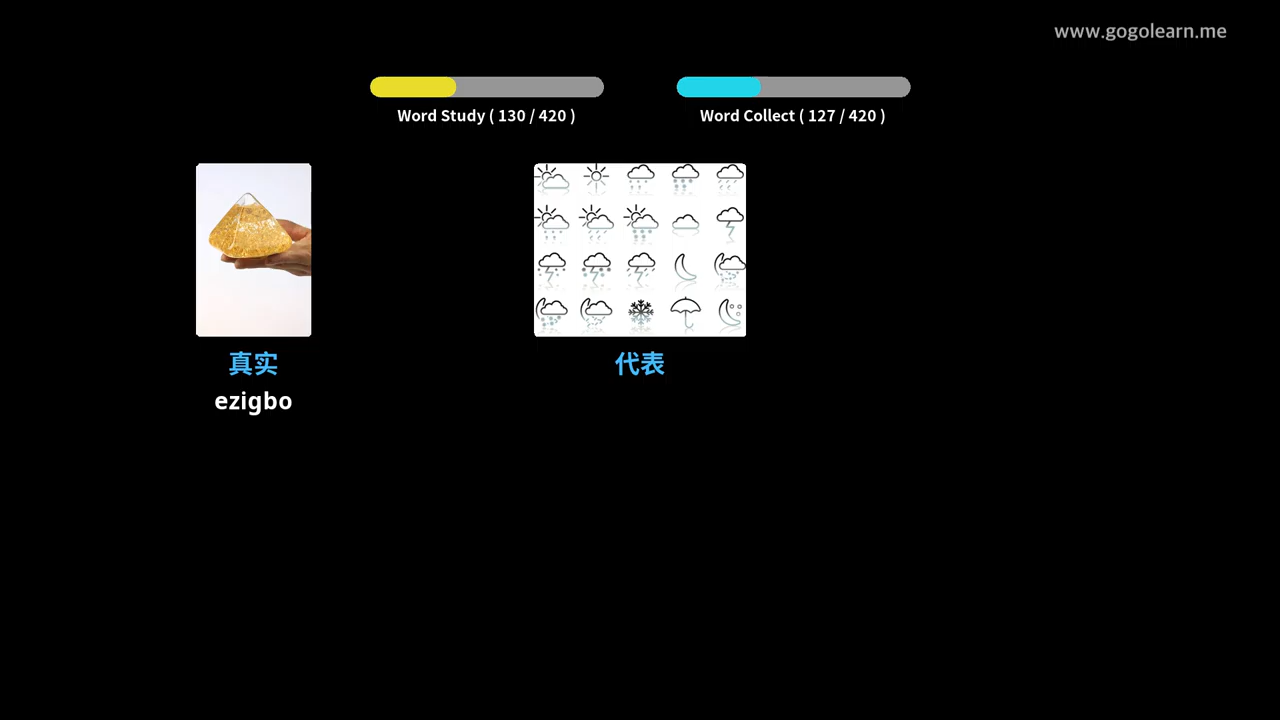 www.gogolearn.me
Word Study ( 130 / 420 )
Word Collect ( 127 / 420 )
真实
代表
ezigbo